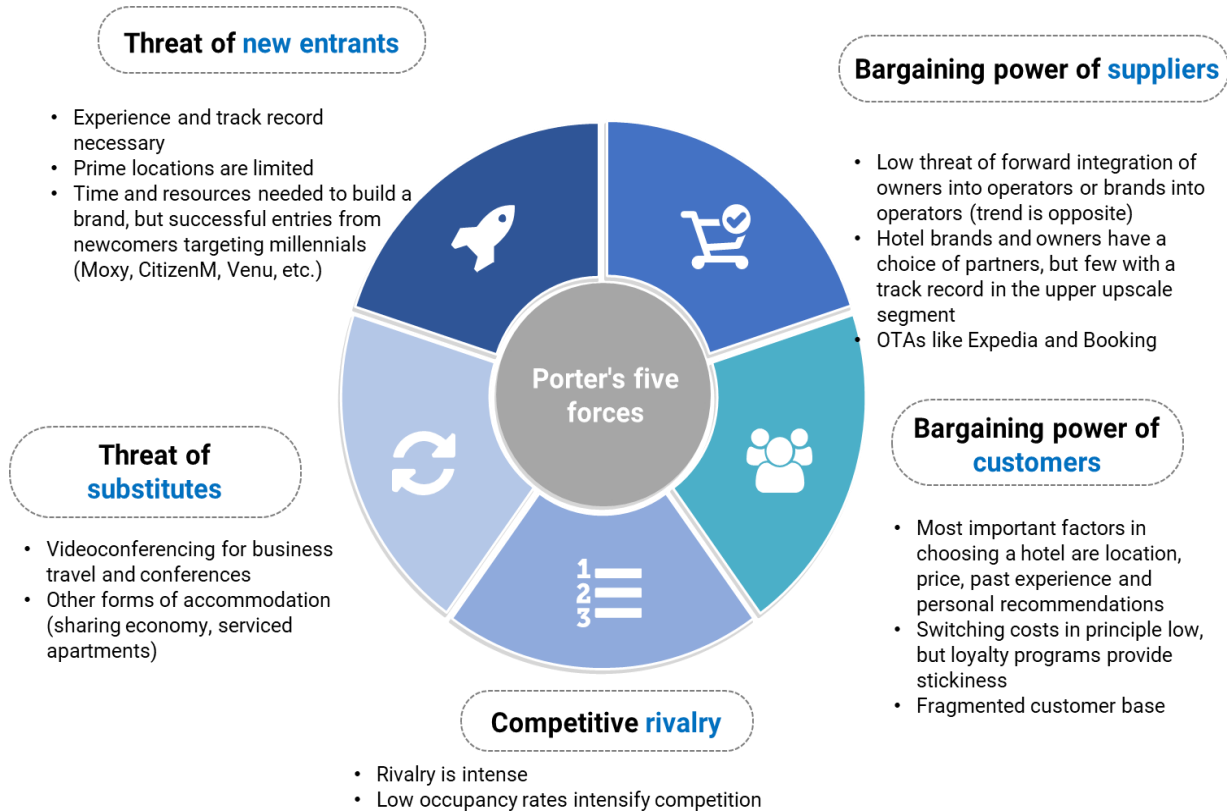 Threat of new entrants
• Experience and track record
necessary
• Prime locations are limited
• Time and resources needed to build a
brand, but successful entries from
newcomers targeting millennials
(Moxy, CitizenM, Venu, etc.)
Bargaining power of suppliers
• Low threat of forward integration of
owners into operators or brands into
operators (trend is opposite)
• Hotel brands and owners have a
choice of partners, but few with a
track record in the upper upscale
segment
• OTAs like Expedia and Booking
Porter's five
forces
Threat of
substitutes
• Videoconferencing for business
travel and conferences
• Other forms of accommodation
(sharing economy, serviced
apartments)
Bargaining power of
customers
• Most important factors in
choosing a hotel are location,
price, past experience and
personal recommendations
• Switching costs in principle low,
but loyalty programs provide
stickiness
• Fragmented customer base
1
2
3
Competitive rivalry
• Rivalry is intense
• Low occupancy rates intensify competition